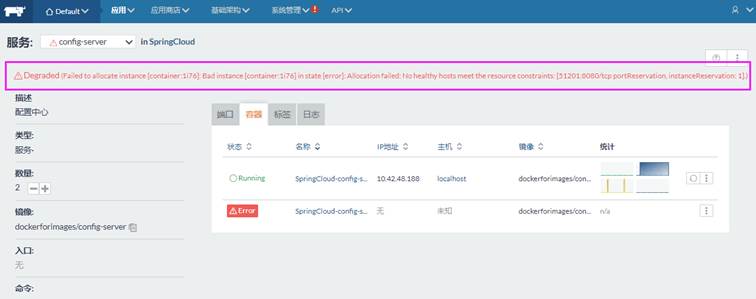 Default 应用 应用商店 基础架构 系统管理 API
服务: config-server in SpringCloud
Degraded (Failed to allocate instance [container:1i76]: Bad instance [container:1i76] in state [error]: Allocation failed: No healthy hosts meet the resource constraints: [51201:8080/tcp portReservation, instanceReservation: 1].)
描述
配置中心
类型:
服务-
数量:
2
镜像:
dockerforimages/config-server
入口:
无
命令:
端口 容器 标签 日志
状态 名称 IP地址 主机 镜像 统计
Running SpringCloud-config-s... 10.42.48.188 localhost dockerforimages/con...
Error SpringCloud-config-s... 无 未知 dockerforimages/con... n/a